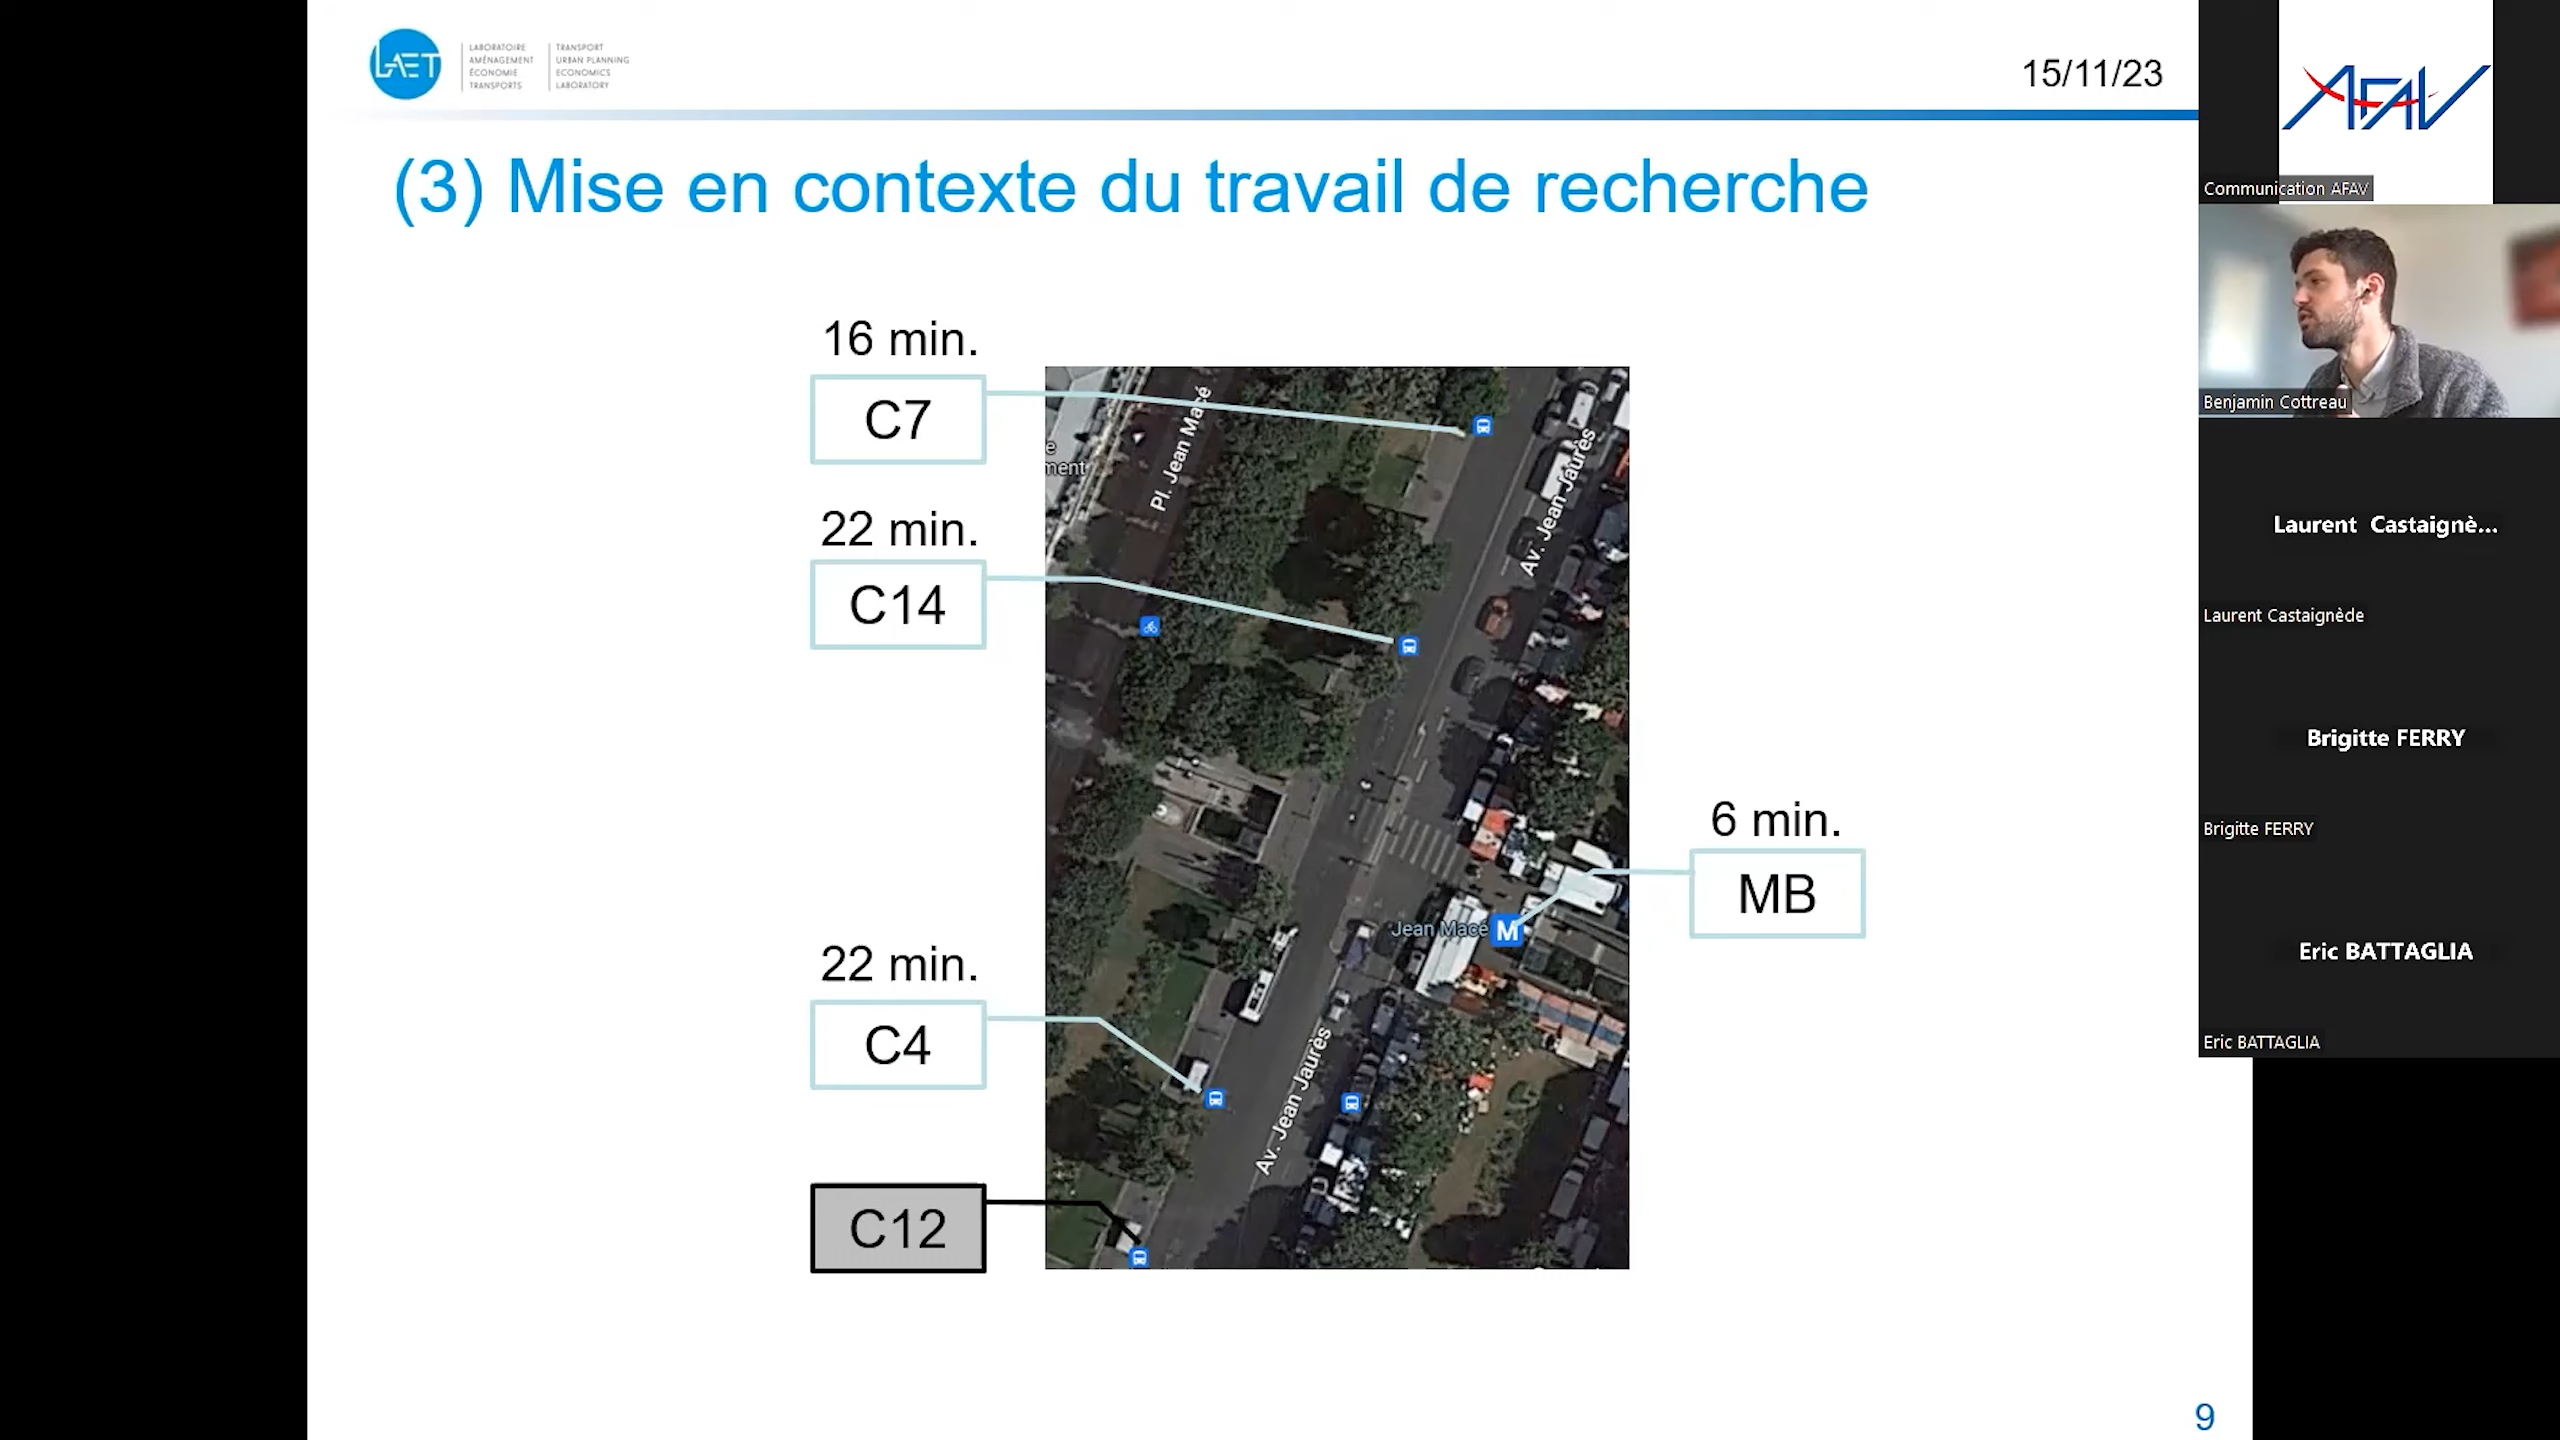 LAET
LABORATOIRE
AMÉNAGEMENT
ÉCONOMIE
TRANSPORTS
TRANSPORT
URBAN PLANNING
ECONOMICS
LABORATORY
15/11/23
(3) Mise en contexte du travail de recherche
16 min.
C7
22 min.
C14
22 min.
C4
C12
Pl. Jean Macé
Av. Jean Jaurès
Jean Macé
M
Av. Jean Jaurès
6 min.
MB
9
AFAV
Communication AFAV
Benjamin Cottreau
Laurent Castaignè...
Laurent Castaignède
Brigitte FERRY
Brigitte FERRY
Eric BATTAGLIA
Eric BATTAGLIA